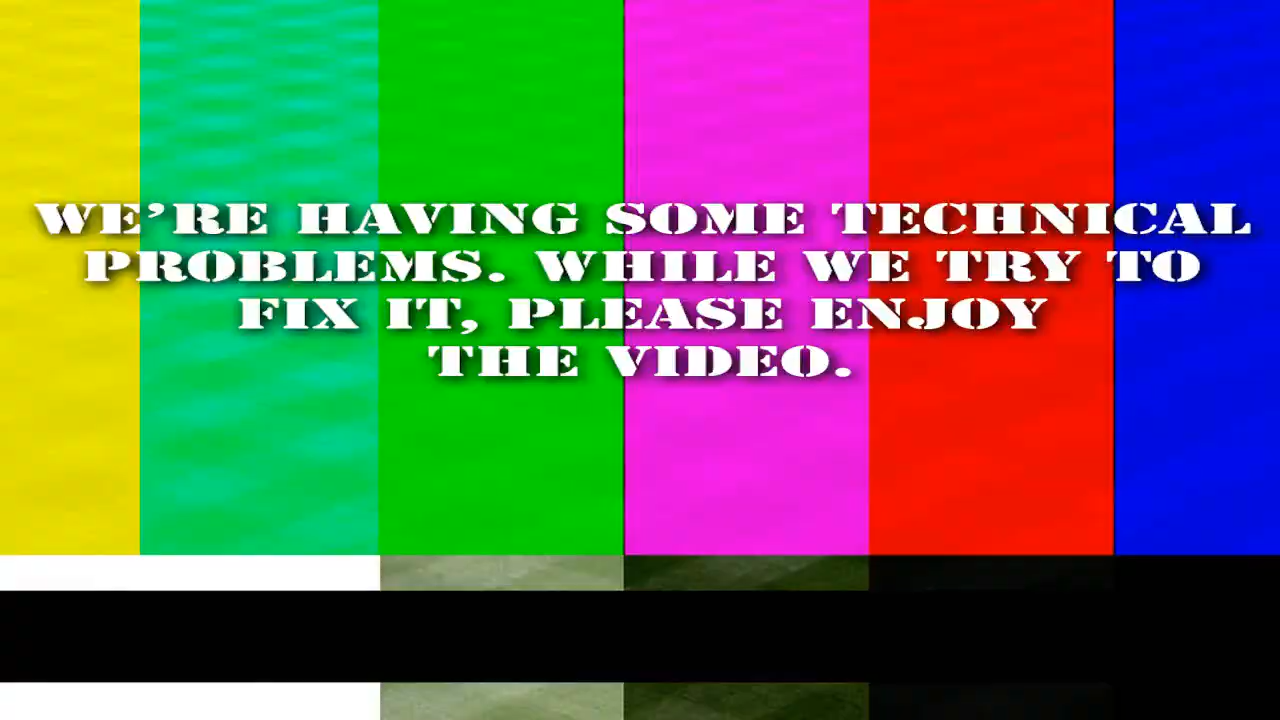 WE’RE HAVING SOME TECHNICAL
PROBLEMS. WHILE WE TRY TO
FIX IT, PLEASE ENJOY
THE VIDEO.